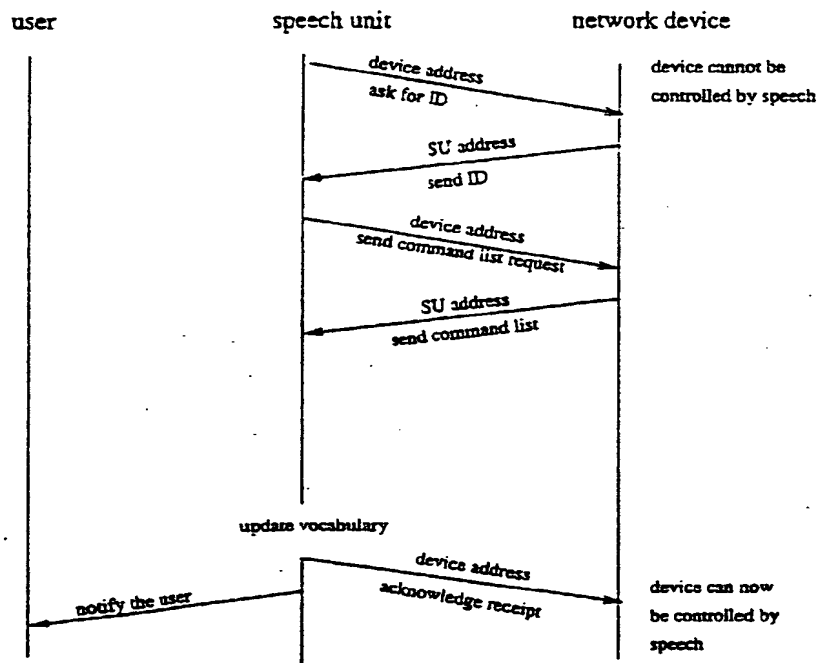 user
speech unit
network device
device address
ask for ID
device cannot be
controlled by speech
SU address
send ID
device address
send command list request
SU address
send command list
update vocabulary
device address
acknowledge receipt
notify the user
device can now
be controlled by
speech